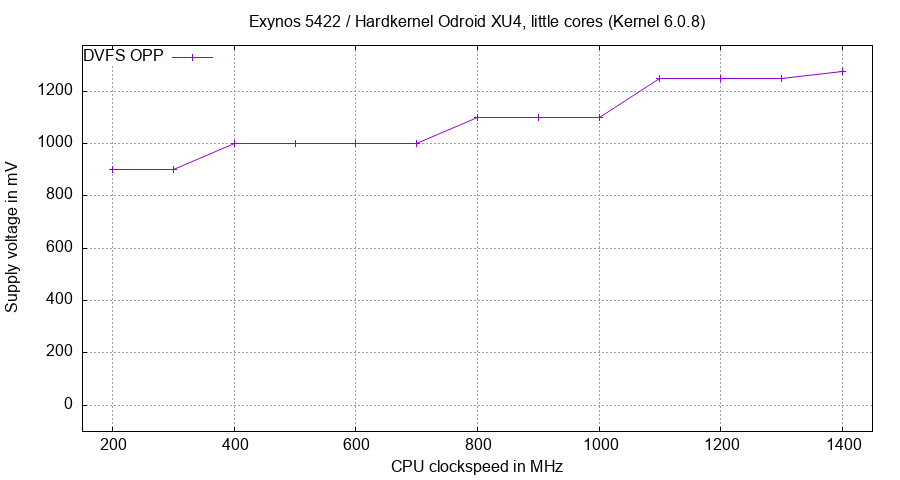 Exynos 5422 / Hardkernel Odroid XU4, little cores (Kernel 6.0.8)
DVFS OPP
1200
1000
800
600
400
200
0
Supply voltage in mV
200 400 600 800 1000 1200 1400
CPU clockspeed in MHz